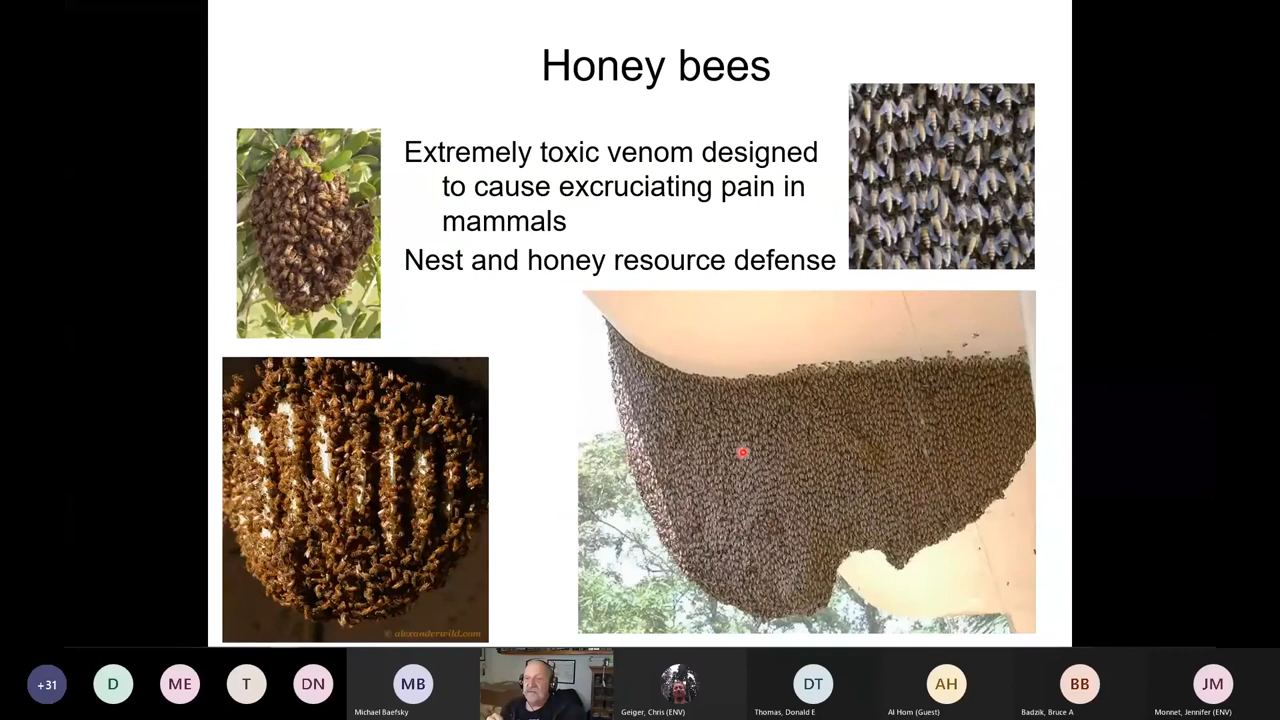 Honey bees
Extremely toxic venom designed
to cause excruciating pain in
mammals
Nest and honey resource defense
© alexanderwild.com
+31
D
ME
T
DN
MB
Michael Baefsky
Geiger, Chris (ENV)
DT
Thomas, Donald E
AH
Al Hom (Guest)
BB
Badzik, Bruce A
JM
Monnet, Jennifer (ENV)